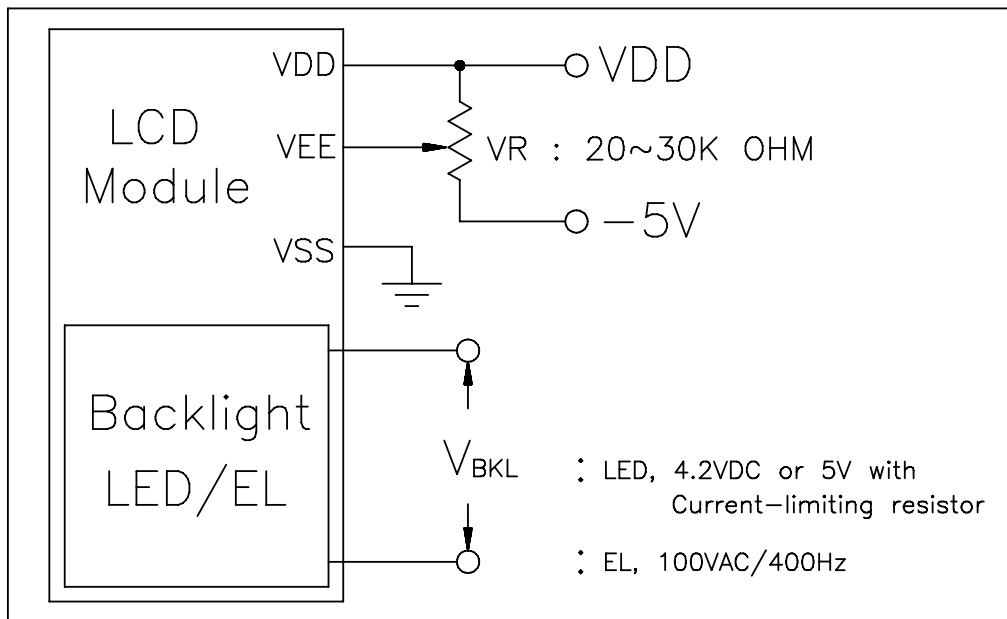 VDD
VDD
LCD
Module
VEE
VR : 20~30K OHM
-5V
VSS
Backlight
LED/EL
VBKL
: LED, 4.2VDC or 5V with
Current-limiting resistor
: EL, 100VAC/400Hz